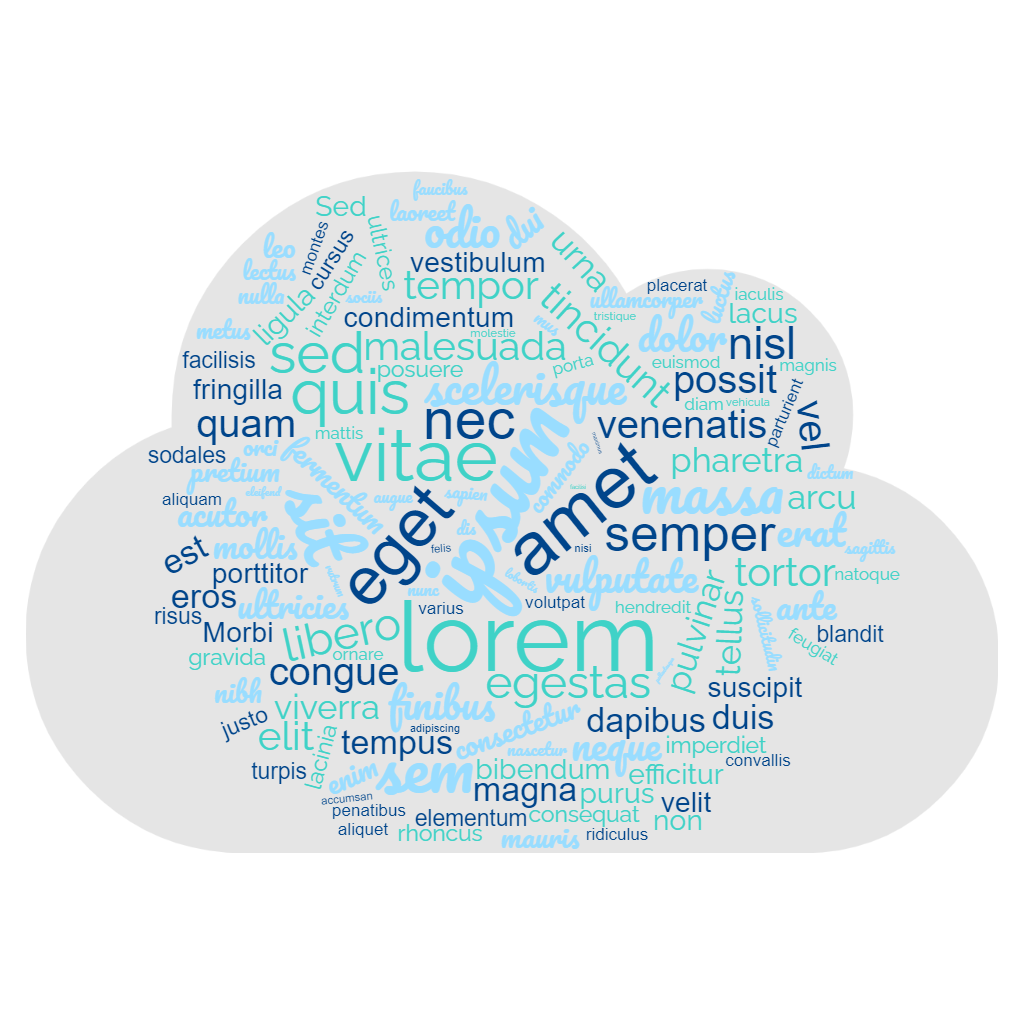 faucibus
Sed
laoreet
odio
dui
montes
cursus
ultrices
leo
vestibulum
urna
lectus
interdum
nulla
sociis
tempor
tincidunt
placerat
luctus
iaculis
ullamcorper
tristique
lacus
ligula
condimentum
mus
molestie
metus
dolor
nisl
facilisis
sed
malesuada
posuere
porta
euismod
magnis
fringilla
quis
scelerisque
possit
diam
vehicula
parturient
quam
nec
venenatis
vel
mattis
sodales
orci
fermentum
vitae
ipsum
commodo
pharetra
dictum
pretium
eleifend
aliquam
augue
sapien
amet
massa
arcu
acutor
sit
eget
dis
semper
erat
est
mollis
felis
nisi
sagittis
porttitor
nunc
lobortis
vulputate
tortor
natoque
eros
ultricies
varius
volutpat
hendredit
pulvinar
tellus
sollicitudin
ante
risus
Morbi
libero
lorem
feugiat
blandit
gravida
ornare
congue
egestas
suscipit
nibh
viverra
finibus
justo
consectetur
dapibus
duis
elit
lacinia
tempus
adipiscing
nascetur
neque
imperdiet
convallis
turpis
enim
sem
bibendum
efficitur
accumsan
magna
purus
velit
penatibus
elementum
consequat
non
aliquet
rhoncus
mauris
ridiculus